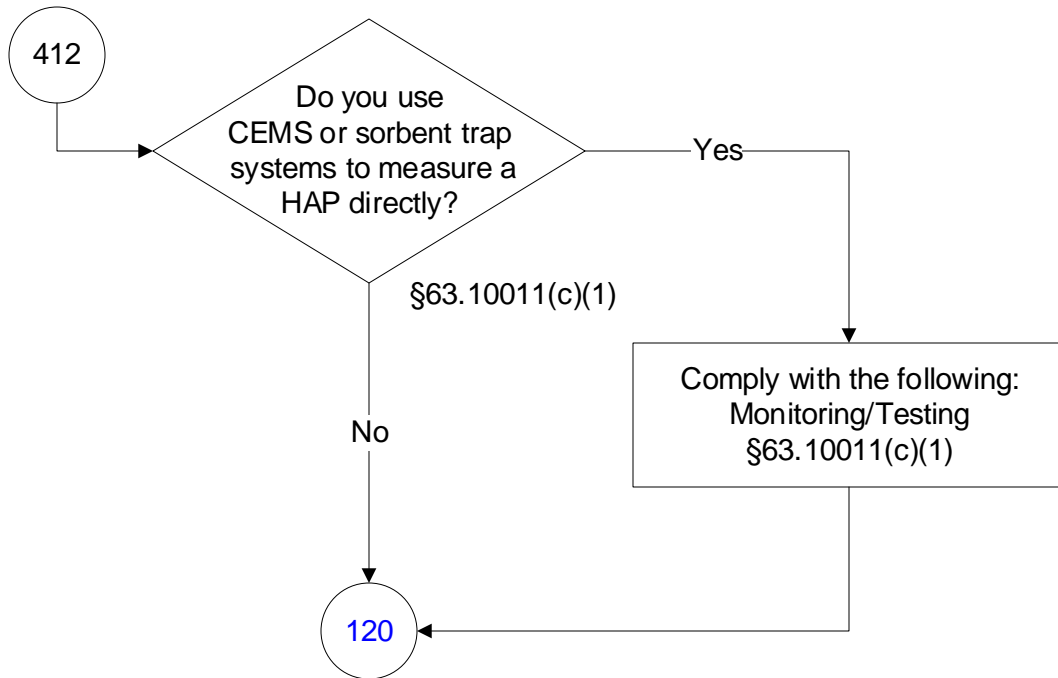 412
Do you use
CEMS or sorbent trap
systems to measure a
HAP directly?
Yes
§63.10011(c)(1)
Comply with the following:
Monitoring/Testing
§63.10011(c)(1)
No
120